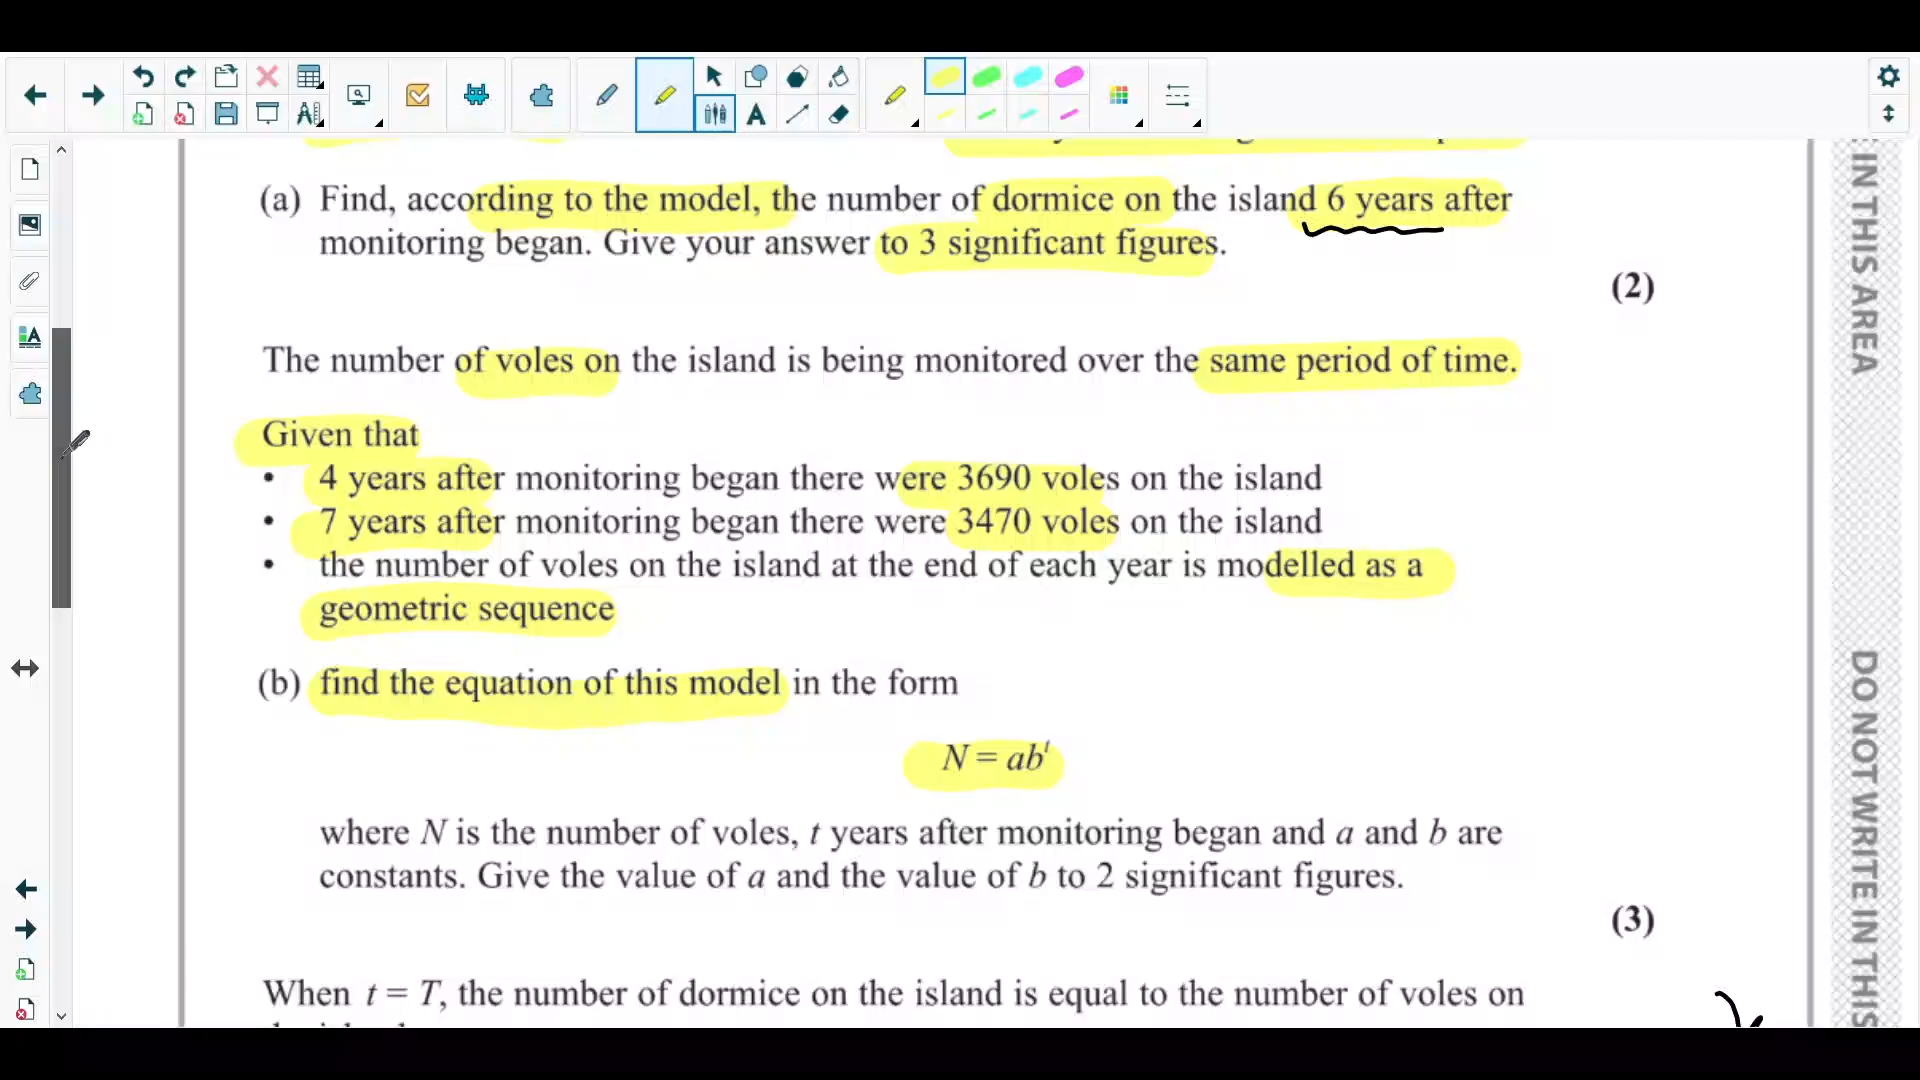 (a) Find, according to the model, the number of dormice on the island 6 years after
monitoring began. Give your answer to 3 significant figures.
(2)
The number of voles on the island is being monitored over the same period of time.
Given that
• 4 years after monitoring began there were 3690 voles on the island
• 7 years after monitoring began there were 3470 voles on the island
• the number of voles on the island at the end of each year is modelled as a
geometric sequence
(b) find the equation of this model in the form
N = abᵗ
where N is the number of voles, t years after monitoring began and a and b are
constants. Give the value of a and the value of b to 2 significant figures.
(3)
When t = T, the number of dormice on the island is equal to the number of voles on
IN THIS AREA
DO NOT WRITE IN THIS